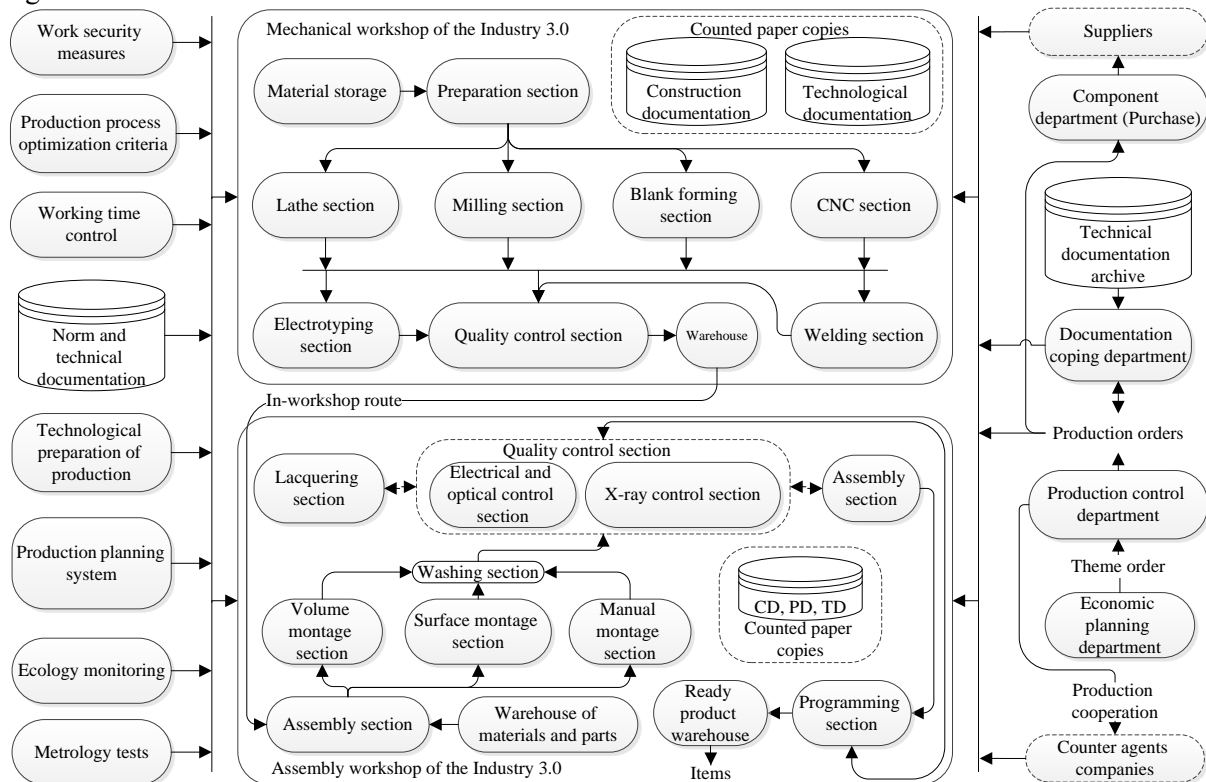 Work security
measures
Production process
optimization criteria
Working time
control
Norm and
technical
documentation
Technological
preparation of
production
Production planning
system
Ecology monitoring
Metrology tests
Mechanical workshop of the Industry 3.0
Counted paper copies
Construction
documentation
Technological
documentation
Material storage
Preparation section
Lathe section
Milling section
Blank forming
section
CNC section
Electrotyping
section
Quality control section
Warehouse
Welding section
In-workshop route
Quality control section
Lacquering
section
Electrical and
optical control
section
X-ray control section
Assembly
section
Washing section
Volume
montage
section
Surface montage
section
Manual
montage
section
CD, PD, TD
Counted paper
copies
Assembly section
Warehouse of
materials and parts
Ready
product
warehouse
Programming
section
Items
Assembly workshop of the Industry 3.0
Suppliers
Component
department (Purchase)
Technical
documentation
archive
Documentation
coping department
Production orders
Production control
department
Theme order
Economic
planning
department
Production
cooperation
Counter agents
companies